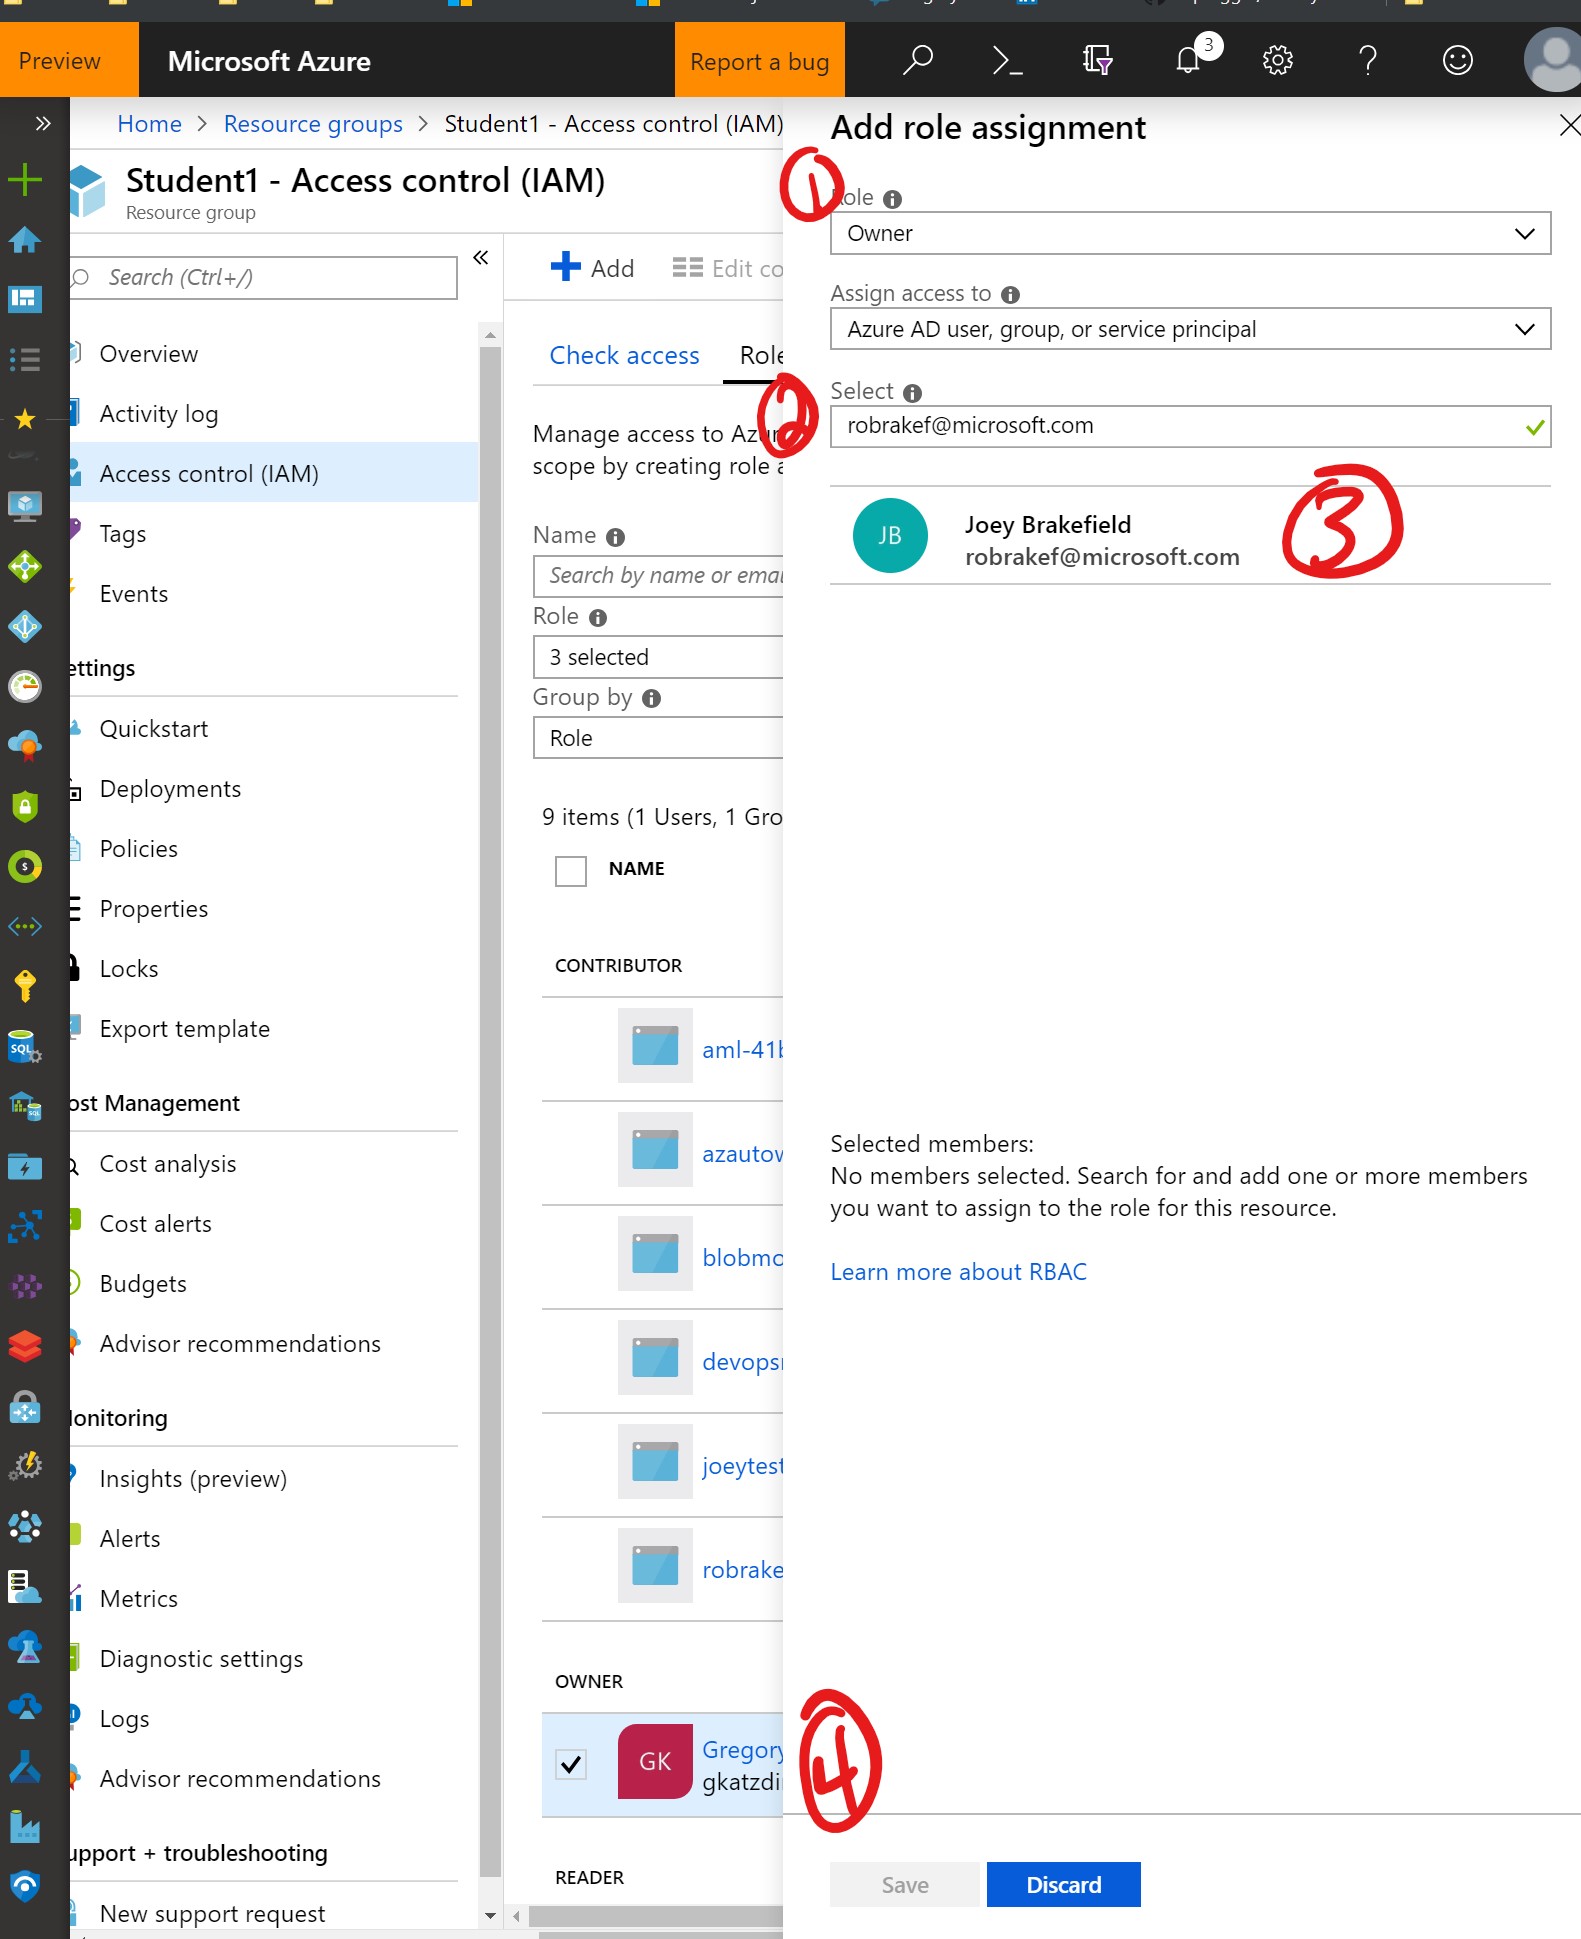 Preview
Microsoft Azure
Report a bug
3
Home > Resource groups > Student1 - Access control (IAM)
Student1 - Access control (IAM)
Resource group
Search (Ctrl+/)
Overview
Activity log
Access control (IAM)
Tags
Events
ettings
Quickstart
Deployments
Policies
Properties
Locks
Export template
ost Management
Cost analysis
Cost alerts
Budgets
Advisor recommendations
onitoring
Insights (preview)
Alerts
Metrics
Diagnostic settings
Logs
Advisor recommendations
upport + troubleshooting
New support request
Add
Edit co
Check access
Role
Manage access to Azur
scope by creating role a
Name
Search by name or emai
Role
3 selected
Group by
Role
9 items (1 Users, 1 Gro
NAME
CONTRIBUTOR
aml-41b
azautow
blobmo
devops
joeytest
robrake
OWNER
GK
Gregory
gkatzdi
READER
Add role assignment
1
ole
Owner
Assign access to
Azure AD user, group, or service principal
2
Select
robrakef@microsoft.com
JB
Joey Brakefield
robrakef@microsoft.com
3
Selected members:
No members selected. Search for and add one or more members
you want to assign to the role for this resource.
Learn more about RBAC
4
Save
Discard